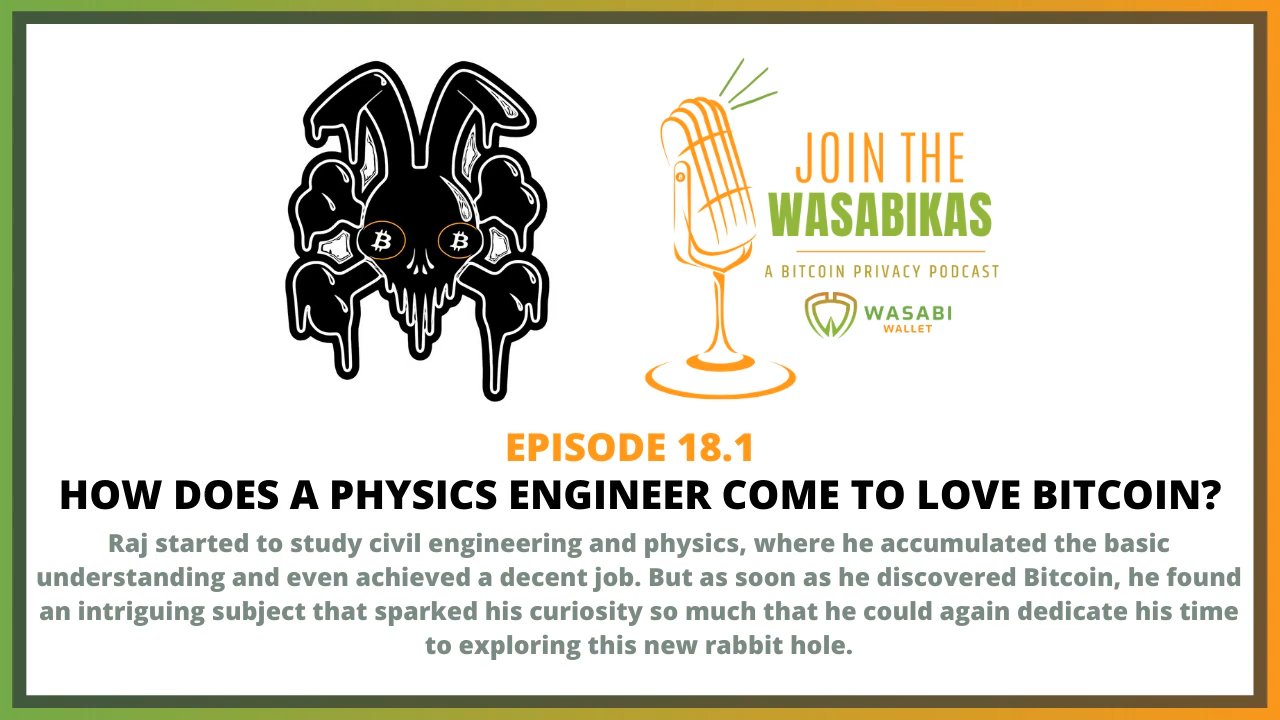 JOIN THE
WASABIKAS
A BITCOIN PRIVACY PODCAST
WASABI
WALLET
EPISODE 18.1
HOW DOES A PHYSICS ENGINEER COME TO LOVE BITCOIN?
Raj started to study civil engineering and physics, where he accumulated the basic
understanding and even achieved a decent job. But as soon as he discovered Bitcoin, he found
an intriguing subject that sparked his curiosity so much that he could again dedicate his time
to exploring this new rabbit hole.